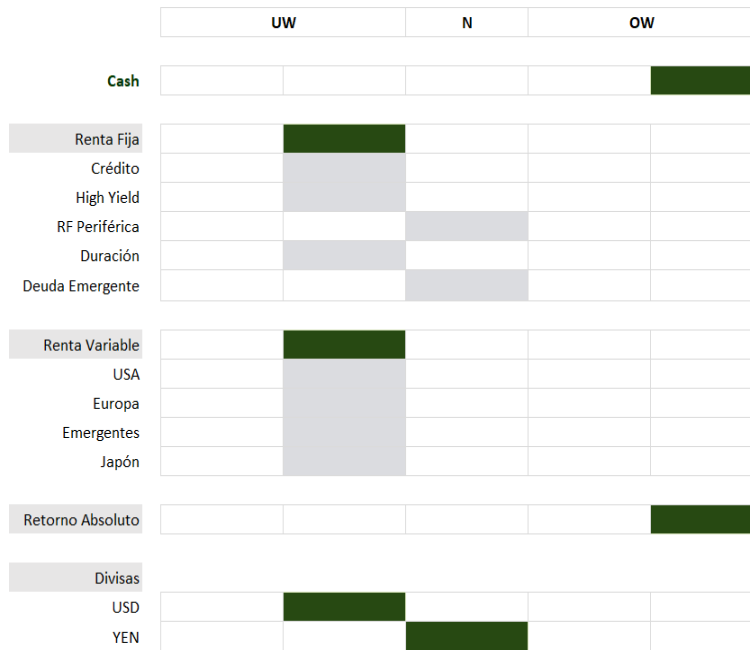 UW N OW
Cash
Renta Fija
Crédito
High Yield
RF Periférica
Duración
Deuda Emergente
Renta Variable
USA
Europa
Emergentes
Japón
Retorno Absoluto
Divisas
USD
YEN